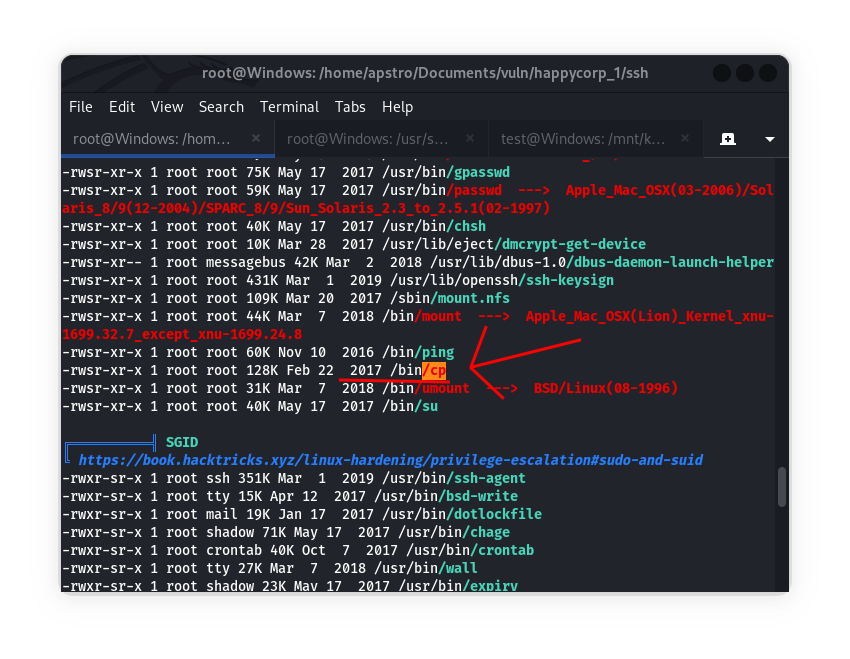 root@Windows: /home/apstro/Documents/vuln/happycorp_1/ssh
File Edit View Search Terminal Tabs Help
root@Windows: /hom… × root@Windows: /usr/s… × test@Windows: /mnt/k… ×
-rwsr-xr-x 1 root root 75K May 17  2017 /usr/bin/gpasswd
-rwsr-xr-x 1 root root 59K May 17  2017 /usr/bin/passwd  --->  Apple_Mac_OSX(03-2006)/Sol
aris_8/9(12-2004)/SPARC_8/9/Sun_Solaris_2.3_to_2.5.1(02-1997)
-rwsr-xr-x 1 root root 40K May 17  2017 /usr/bin/chsh
-rwsr-xr-x 1 root root 10K Mar 28  2017 /usr/lib/eject/dmcrypt-get-device
-rwsr-xr-- 1 root messagebus 42K Mar  2  2018 /usr/lib/dbus-1.0/dbus-daemon-launch-helper
-rwsr-xr-x 1 root root 431K Mar  1  2019 /usr/lib/openssh/ssh-keysign
-rwsr-xr-x 1 root root 109K Mar 20  2017 /sbin/mount.nfs
-rwsr-xr-x 1 root root 44K Mar  7  2018 /bin/mount  --->  Apple_Mac_OSX(Lion)_Kernel_xnu-
1699.32.7_except_xnu-1699.24.8
-rwsr-xr-x 1 root root 60K Nov 10  2016 /bin/ping
-rwsr-xr-x 1 root root 128K Feb 22  2017 /bin/cp
-rwsr-xr-x 1 root root 31K Mar  7  2018 /bin/umount  --->  BSD/Linux(08-1996)
-rwsr-xr-x 1 root root 40K May 17  2017 /bin/su
╔══════════╣ SGID
╚ https://book.hacktricks.xyz/linux-hardening/privilege-escalation#sudo-and-suid
-rwxr-sr-x 1 root ssh 351K Mar  1  2019 /usr/bin/ssh-agent
-rwxr-sr-x 1 root tty 15K Apr 12  2017 /usr/bin/bsd-write
-rwxr-sr-x 1 root mail 19K Jan 17  2017 /usr/bin/dotlockfile
-rwxr-sr-x 1 root shadow 71K May 17  2017 /usr/bin/chage
-rwxr-sr-x 1 root crontab 40K Oct  7  2017 /usr/bin/crontab
-rwxr-sr-x 1 root tty 27K Mar  7  2018 /usr/bin/wall
-rwxr-sr-x 1 root shadow 23K May 17  2017 /usr/bin/expiry